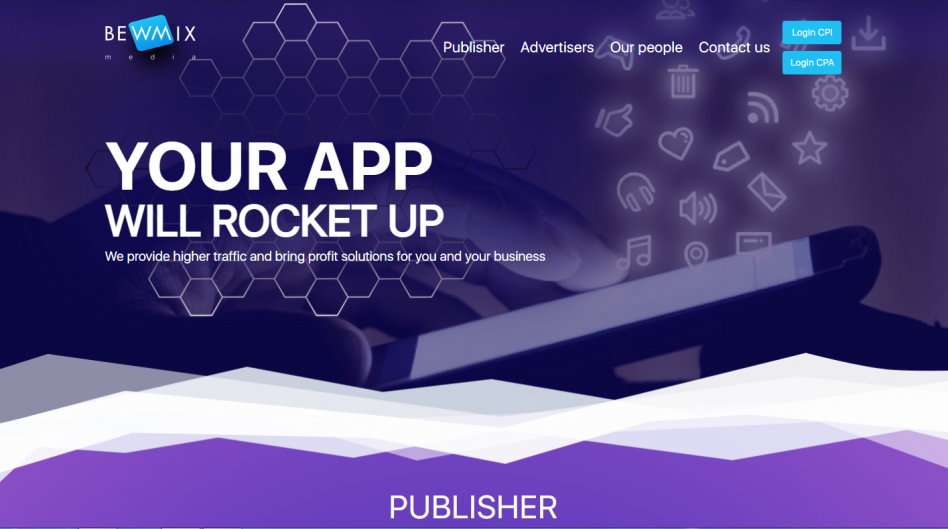 BEWMIX
media
Publisher Advertisers Our people Contact us
Login CPI
Login CPA
YOUR APP
WILL ROCKET UP
We provide higher traffic and bring profit solutions for you and your business
PUBLISHER